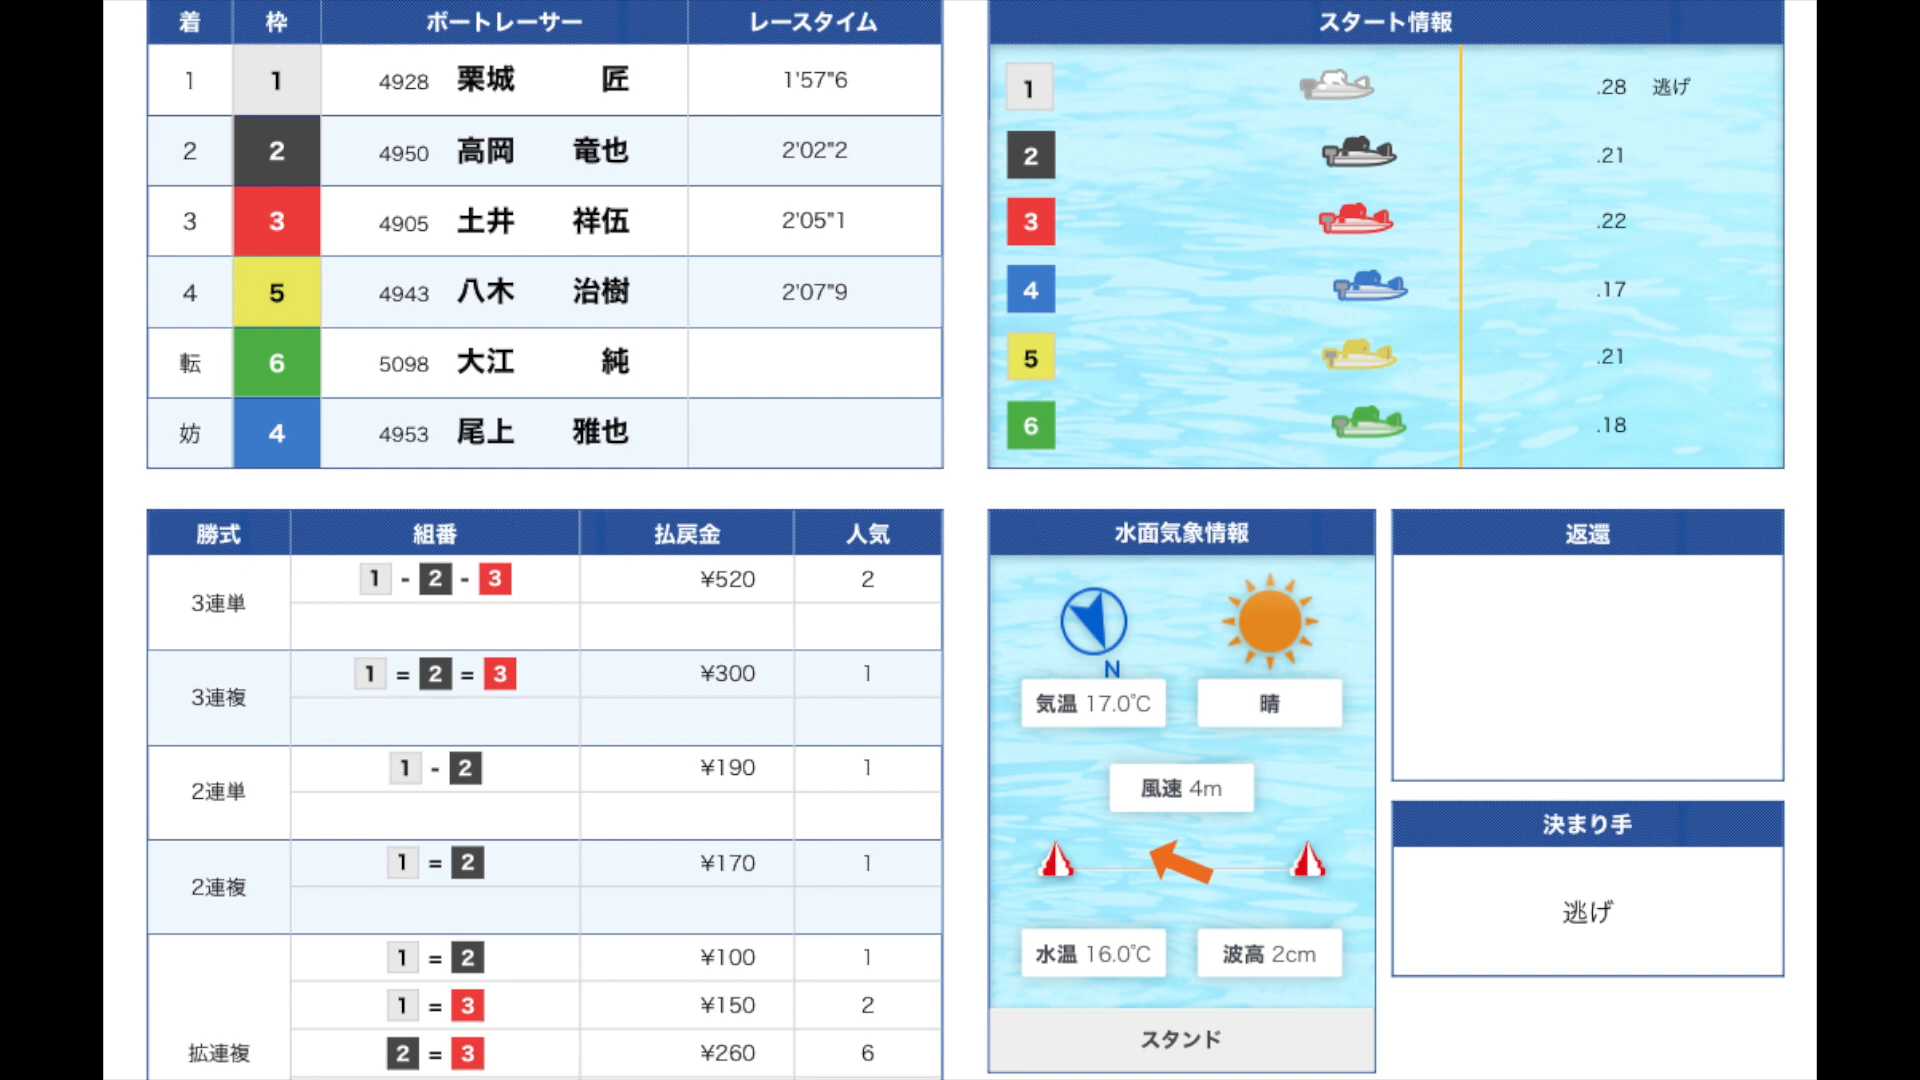 着 枠 ボートレーサー レースタイム
1 1 4928 栗城 匠 1'57"6
2 2 4950 高岡 竜也 2'02"2
3 3 4905 土井 祥伍 2'05"1
4 5 4943 八木 治樹 2'07"9
転 6 5098 大江 純
妨 4 4953 尾上 雅也
スタート情報
1 .28 逃げ
2 .21
3 .22
4 .17
5 .21
6 .18
勝式 組番 払戻金 人気
3連単 1 - 2 - 3 ¥520 2
3連複 1 = 2 = 3 ¥300 1
2連単 1 - 2 ¥190 1
2連複 1 = 2 ¥170 1
拡連複 1 = 2 ¥100 1
1 = 3 ¥150 2
2 = 3 ¥260 6
水面気象情報
N
気温 17.0℃ 晴
風速 4m
水温 16.0℃ 波高 2cm
スタンド
返還
決まり手
逃げ